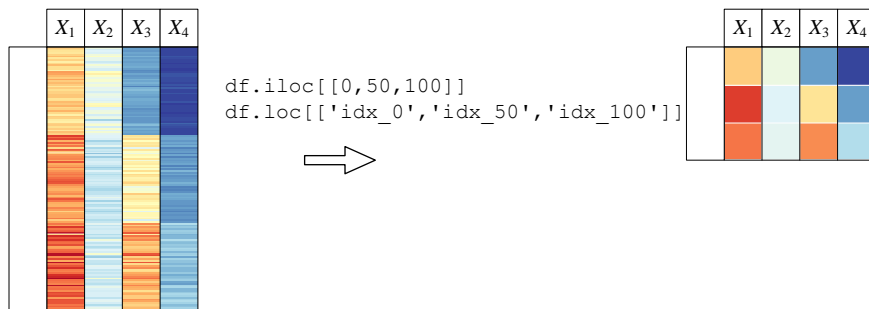 X1 X2 X3 X4
df.iloc[[0,50,100]]
df.loc[['idx_0','idx_50','idx_100']]
X1 X2 X3 X4